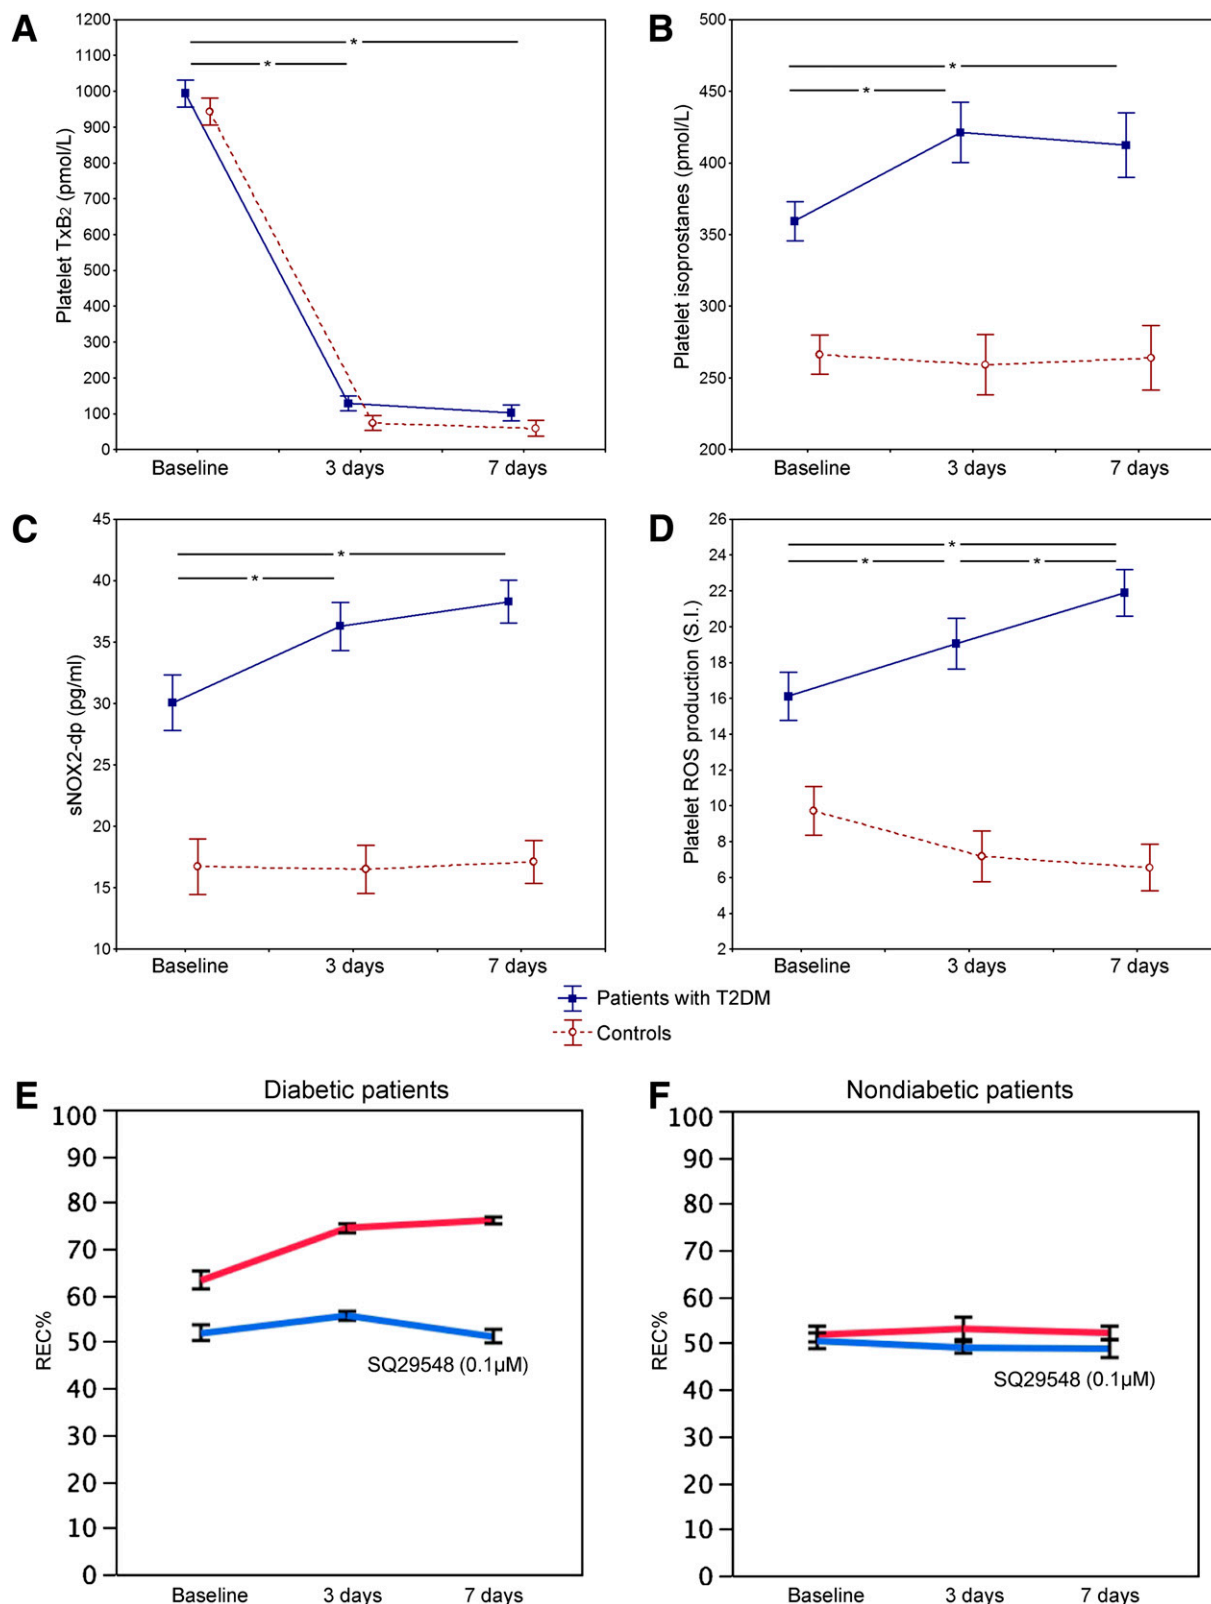 A
1200
1100
1000
900
800
700
600
500
400
300
200
100
0
Platelet TxB2 (pmol/L)
*
*
Baseline 3 days 7 days
B
500
450
400
350
300
250
200
Platelet isoprostanes (pmol/L)
*
*
Baseline 3 days 7 days
C
45
40
35
30
25
20
15
10
sNOX2-dp (pg/ml)
*
*
Baseline 3 days 7 days
D
26
24
22
20
18
16
14
12
10
8
6
4
2
Platelet ROS production (S.I.)
*
* *
Baseline 3 days 7 days
Patients with T2DM
Controls
E
Diabetic patients
100
90
80
70
60
50
40
30
20
10
0
REC%
SQ29548 (0.1µM)
Baseline 3 days 7 days
F
Nondiabetic patients
100
90
80
70
60
50
40
30
20
10
0
REC%
SQ29548 (0.1µM)
Baseline 3 days 7 days